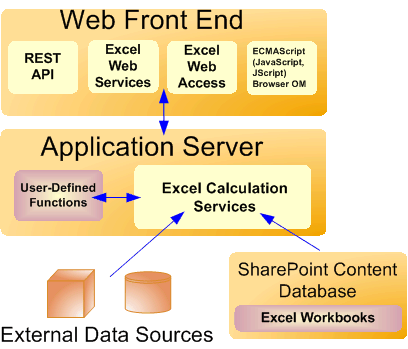 Web Front End
REST
API
Excel
Web
Services
Excel
Web
Access
ECMAScript
(JavaScript,
JScript)
Browser OM
Application Server
User-Defined
Functions
Excel Calculation
Services
SharePoint Content
Database
Excel Workbooks
External Data Sources